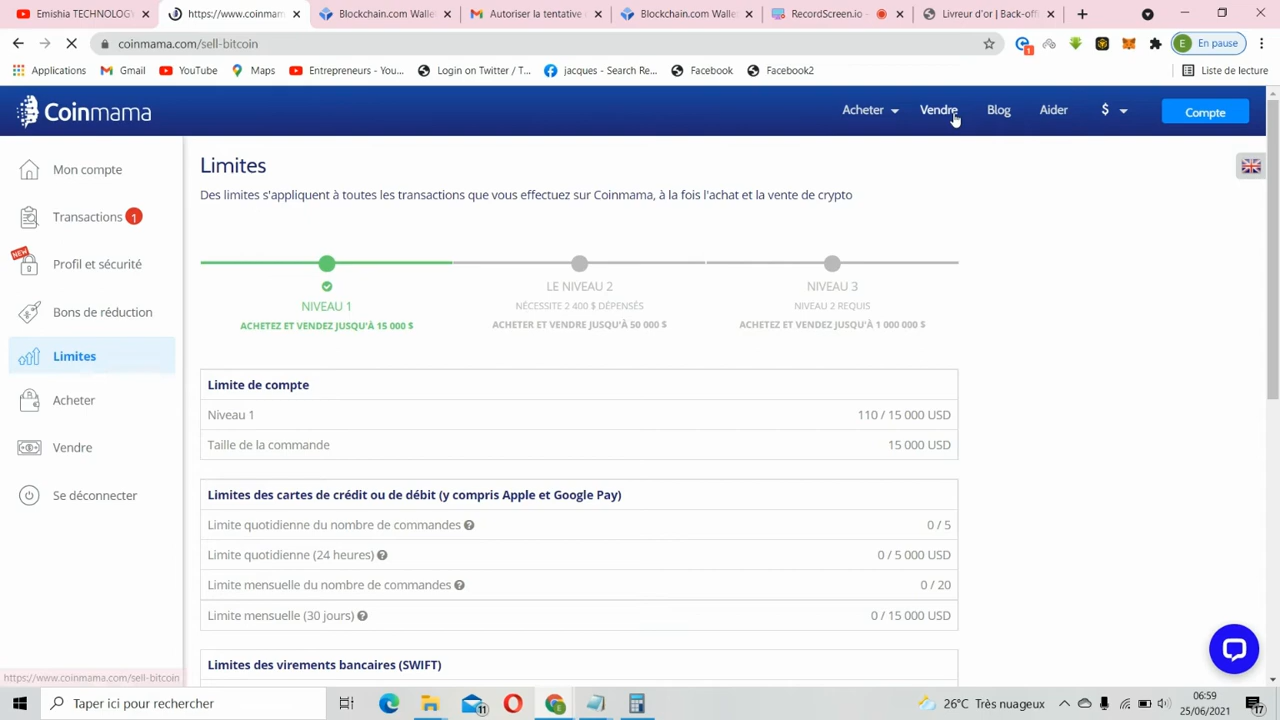 Emishia TECHNOLOGY
https://www.coinmam
Blockchain.com Walle
Autoriser la tentative
Blockchain.com Walle
RecordScreen.io
Livreur d'or | Back-offi
coinmama.com/sell-bitcoin
1
E En pause
Applications
Gmail
YouTube
Maps
Entrepreneurs - You...
Login on Twitter / T...
jacques - Search Re...
Facebook
Facebook2
Liste de lecture
Coinmama
Acheter
Vendre
Blog
Aider
$
Compte
Mon compte
Transactions 1
NEW
Profil et sécurité
Bons de réduction
Limites
Acheter
Vendre
Se déconnecter
Limites
Des limites s'appliquent à toutes les transactions que vous effectuez sur Coinmama, à la fois l'achat et la vente de crypto
NIVEAU 1
ACHETEZ ET VENDEZ JUSQU'À 15 000 $
LE NIVEAU 2
NÉCESSITE 2 400 $ DÉPENSÉS
ACHETER ET VENDRE JUSQU'À 50 000 $
NIVEAU 3
NIVEAU 2 REQUIS
ACHETEZ ET VENDEZ JUSQU'À 1 000 000 $
Limite de compte
Niveau 1 110 / 15 000 USD
Taille de la commande 15 000 USD
Limites des cartes de crédit ou de débit (y compris Apple et Google Pay)
Limite quotidienne du nombre de commandes ? 0 / 5
Limite quotidienne (24 heures) ? 0 / 5 000 USD
Limite mensuelle du nombre de commandes ? 0 / 20
Limite mensuelle (30 jours) ? 0 / 15 000 USD
Limites des virements bancaires (SWIFT)
https://www.coinmama.com/sell-bitcoin
Taper ici pour rechercher
11
26°C Très nuageux
06:59
25/06/2021
17